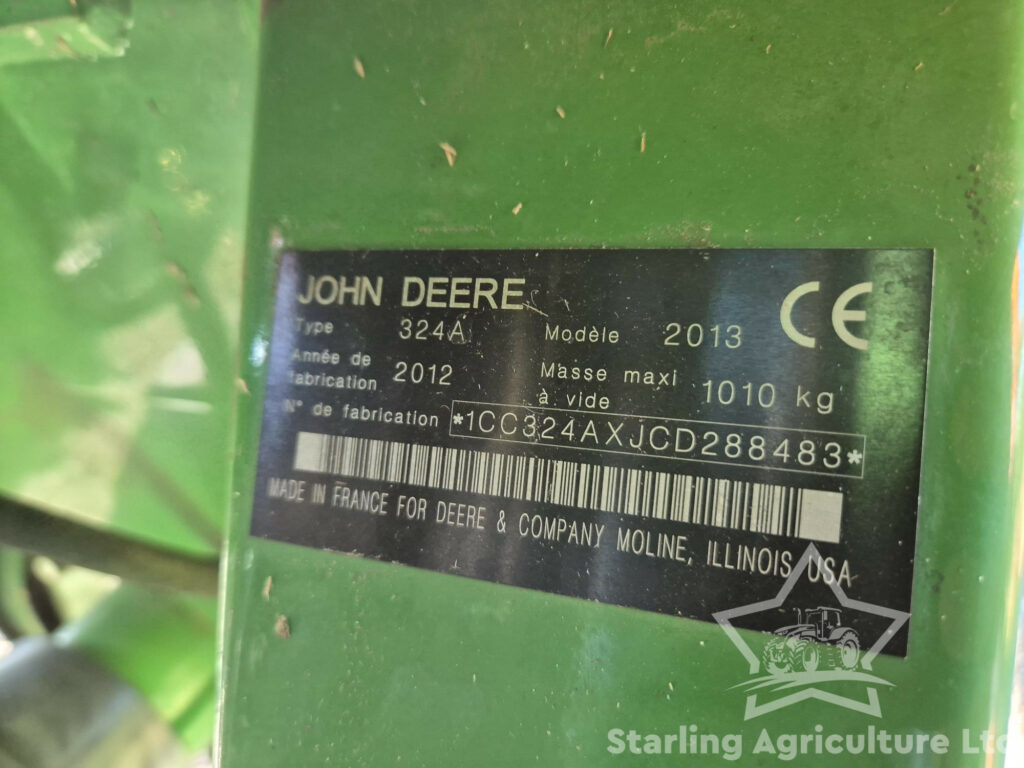 JOHN DEERE CE
Type 324A Modèle 2013
Année de fabrication 2012 Masse maxi à vide 1010 kg
N° de fabrication *1CC324AXJCD288483*
MADE IN FRANCE FOR DEERE & COMPANY MOLINE, ILLINOIS USA
Starling Agriculture Ltd